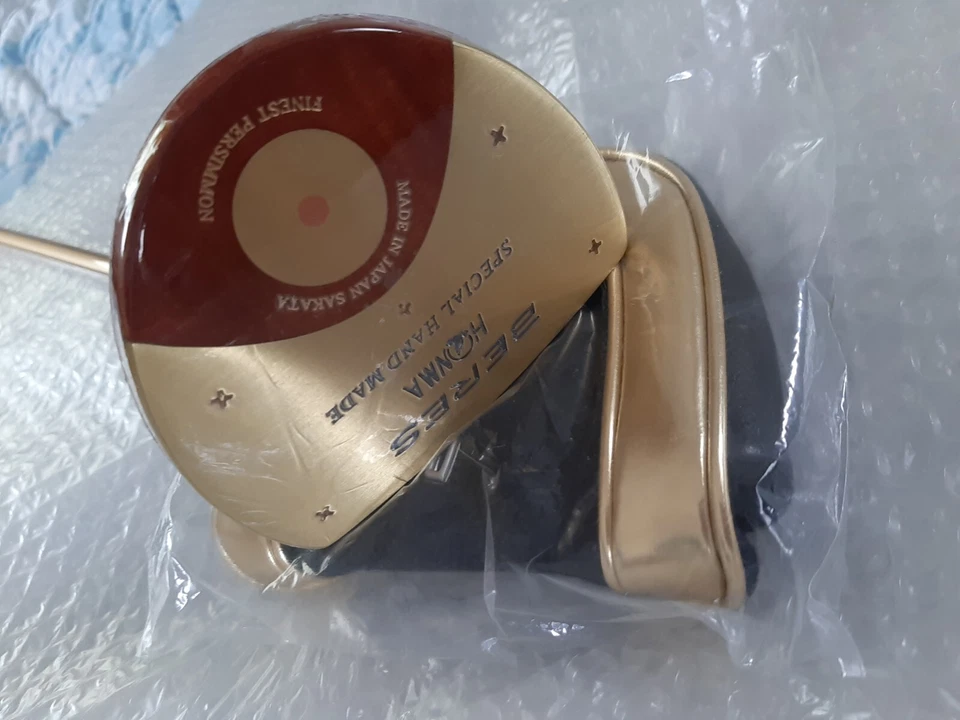 FINEST PERSIMMON
MADE IN JAPAN SAKATA
SPECIAL HAND MADE
HONMA
BERES